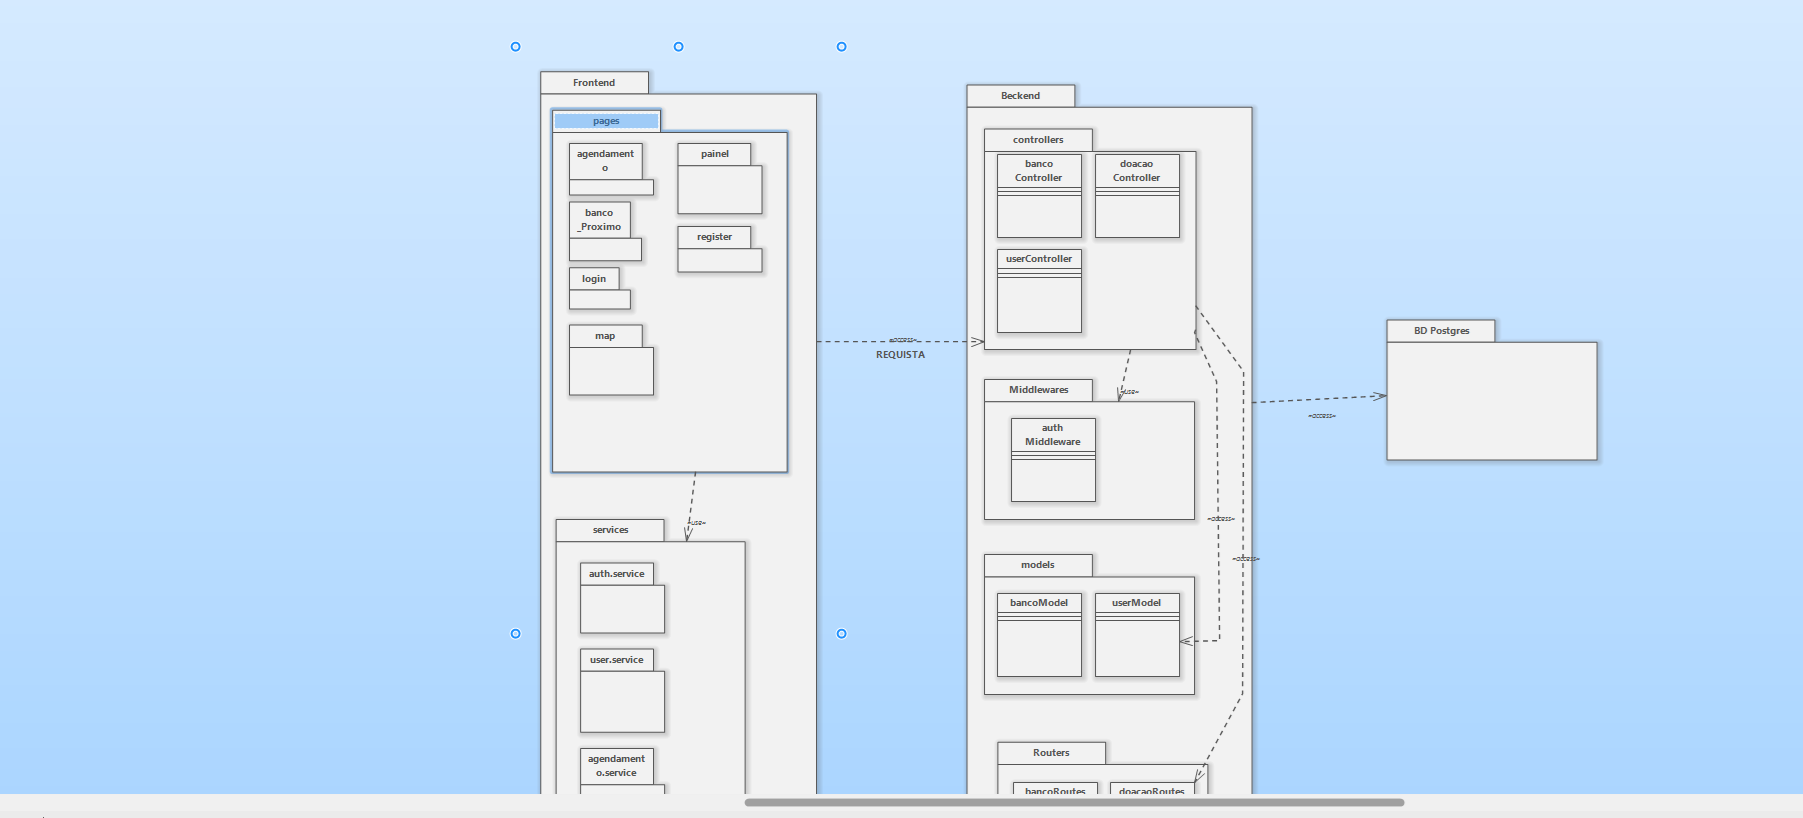 Frontend
pages
agendament
o
painel
banco
_Proximo
register
login
map
services
«use»
auth.service
user.service
agendament
o.service
«access»
REQUISTA
Beckend
controllers
banco
Controller
doacao
Controller
userController
«use»
Middlewares
auth
Middleware
«access»
«access»
models
bancoModel
userModel
Routers
bancoRoutes
doacaoRoutes
BD Postgres
«access»